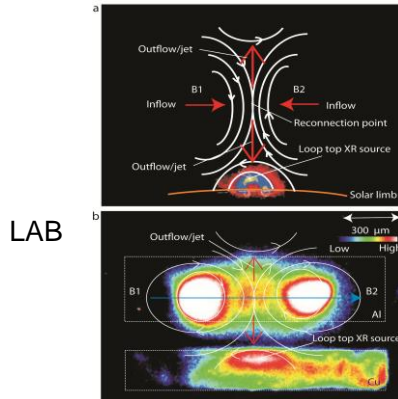 a
Outflow/jet
B1
B2
Inflow
Inflow
Reconnection point
Outflow/jet
Loop top XR source
Solar limb
LAB
b
300 μm
Outflow/jet
Low
High
B1
B2
Al
Loop top XR source
Cu